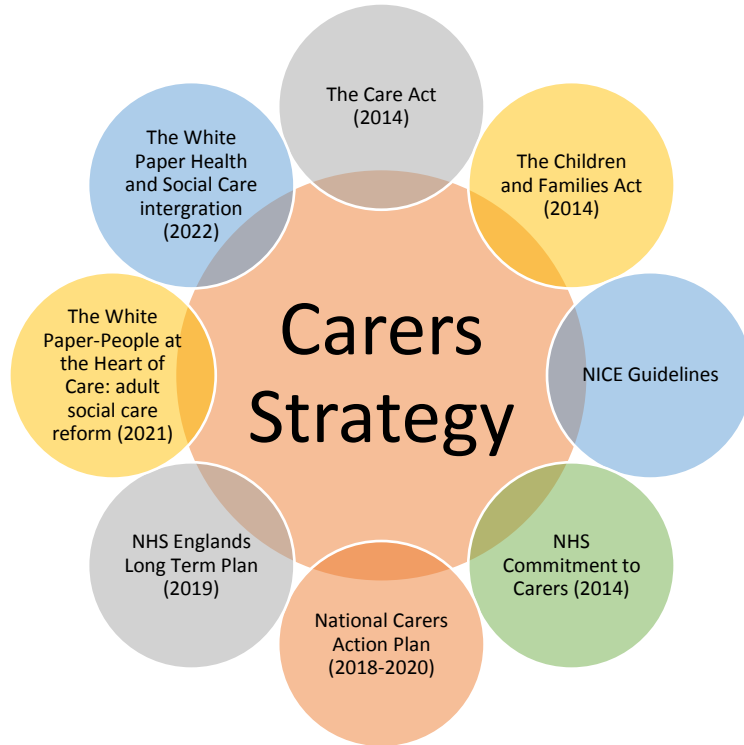 The Care Act
(2014)
The Children
and Families Act
(2014)
NICE Guidelines
NHS
Commitment to
Carers (2014)
National Carers
Action Plan
(2018-2020)
NHS Englands
Long Term Plan
(2019)
The White
Paper-People at
the Heart of
Care: adult
social care
reform (2021)
The White
Paper Health
and Social Care
intergration
(2022)
Carers
Strategy